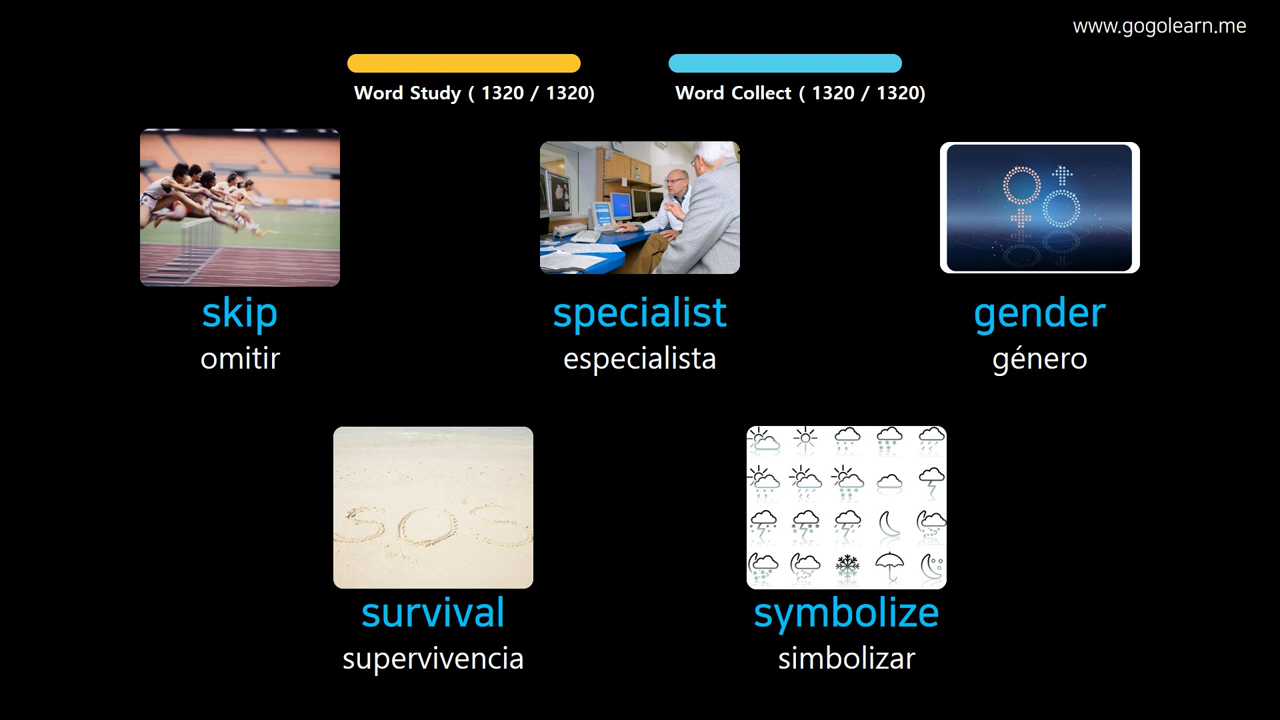 www.gogolearn.me
Word Study ( 1320 / 1320)
Word Collect ( 1320 / 1320)
skip
omitir
specialist
especialista
gender
género
SOS
survival
supervivencia
symbolize
simbolizar